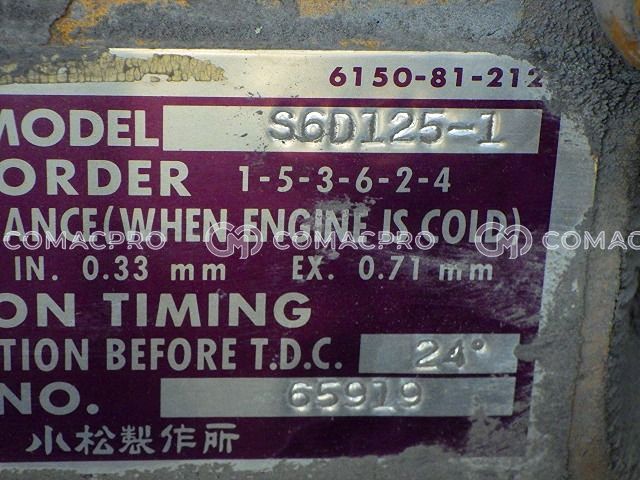 6150-81-212
MODEL S6D125-1
ORDER 1-5-3-6-2-4
ANCE (WHEN ENGINE IS COLD)
COMACPRO COMACPRO COMACPRO
IN. 0.33 mm EX. 0.71 mm
ON TIMING
TION BEFORE T.D.C. 24°
NO. 65919
小松製作所